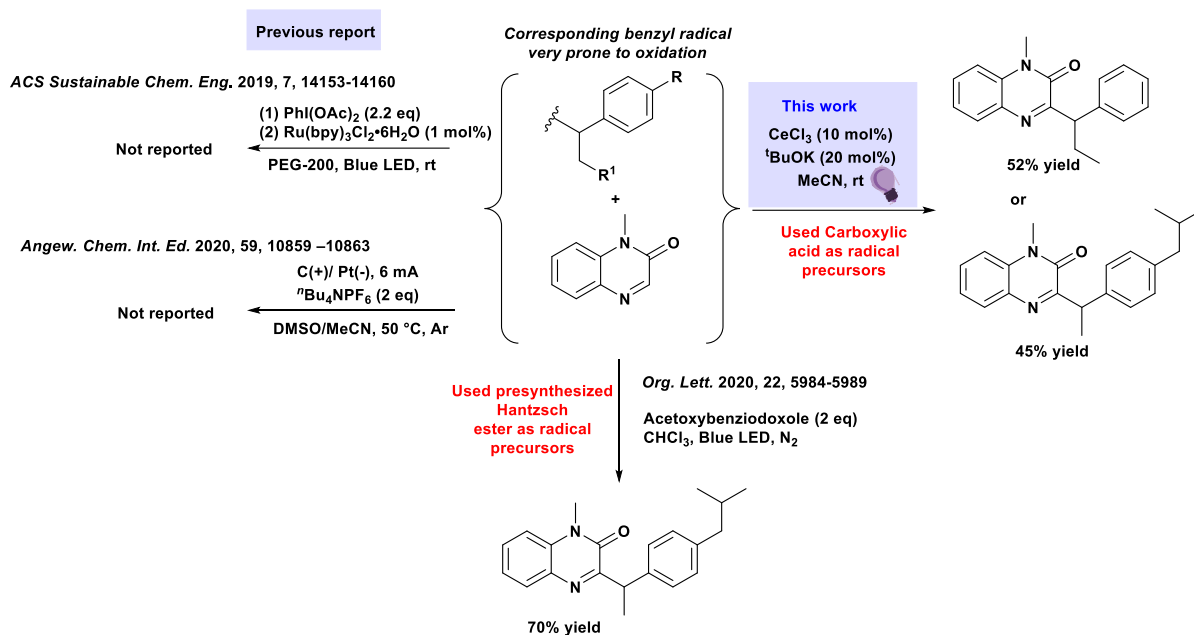 Previous report
ACS Sustainable Chem. Eng. 2019, 7, 14153-14160
(1) PhI(OAc)2 (2.2 eq)
(2) Ru(bpy)3Cl2•6H2O (1 mol%)
Not reported
PEG-200, Blue LED, rt
Angew. Chem. Int. Ed. 2020, 59, 10859 –10863
C(+)/ Pt(-), 6 mA
nBu4NPF6 (2 eq)
Not reported
DMSO/MeCN, 50 °C, Ar
Corresponding benzyl radical
very prone to oxidation
R
R1
+
N
O
N
This work
CeCl3 (10 mol%)
tBuOK (20 mol%)
MeCN, rt
Used Carboxylic
acid as radical
precursors
N
O
N
52% yield
or
N
O
N
45% yield
Used presynthesized
Hantzsch
ester as radical
precursors
Org. Lett. 2020, 22, 5984-5989
Acetoxybenziodoxole (2 eq)
CHCl3, Blue LED, N2
N
O
N
70% yield